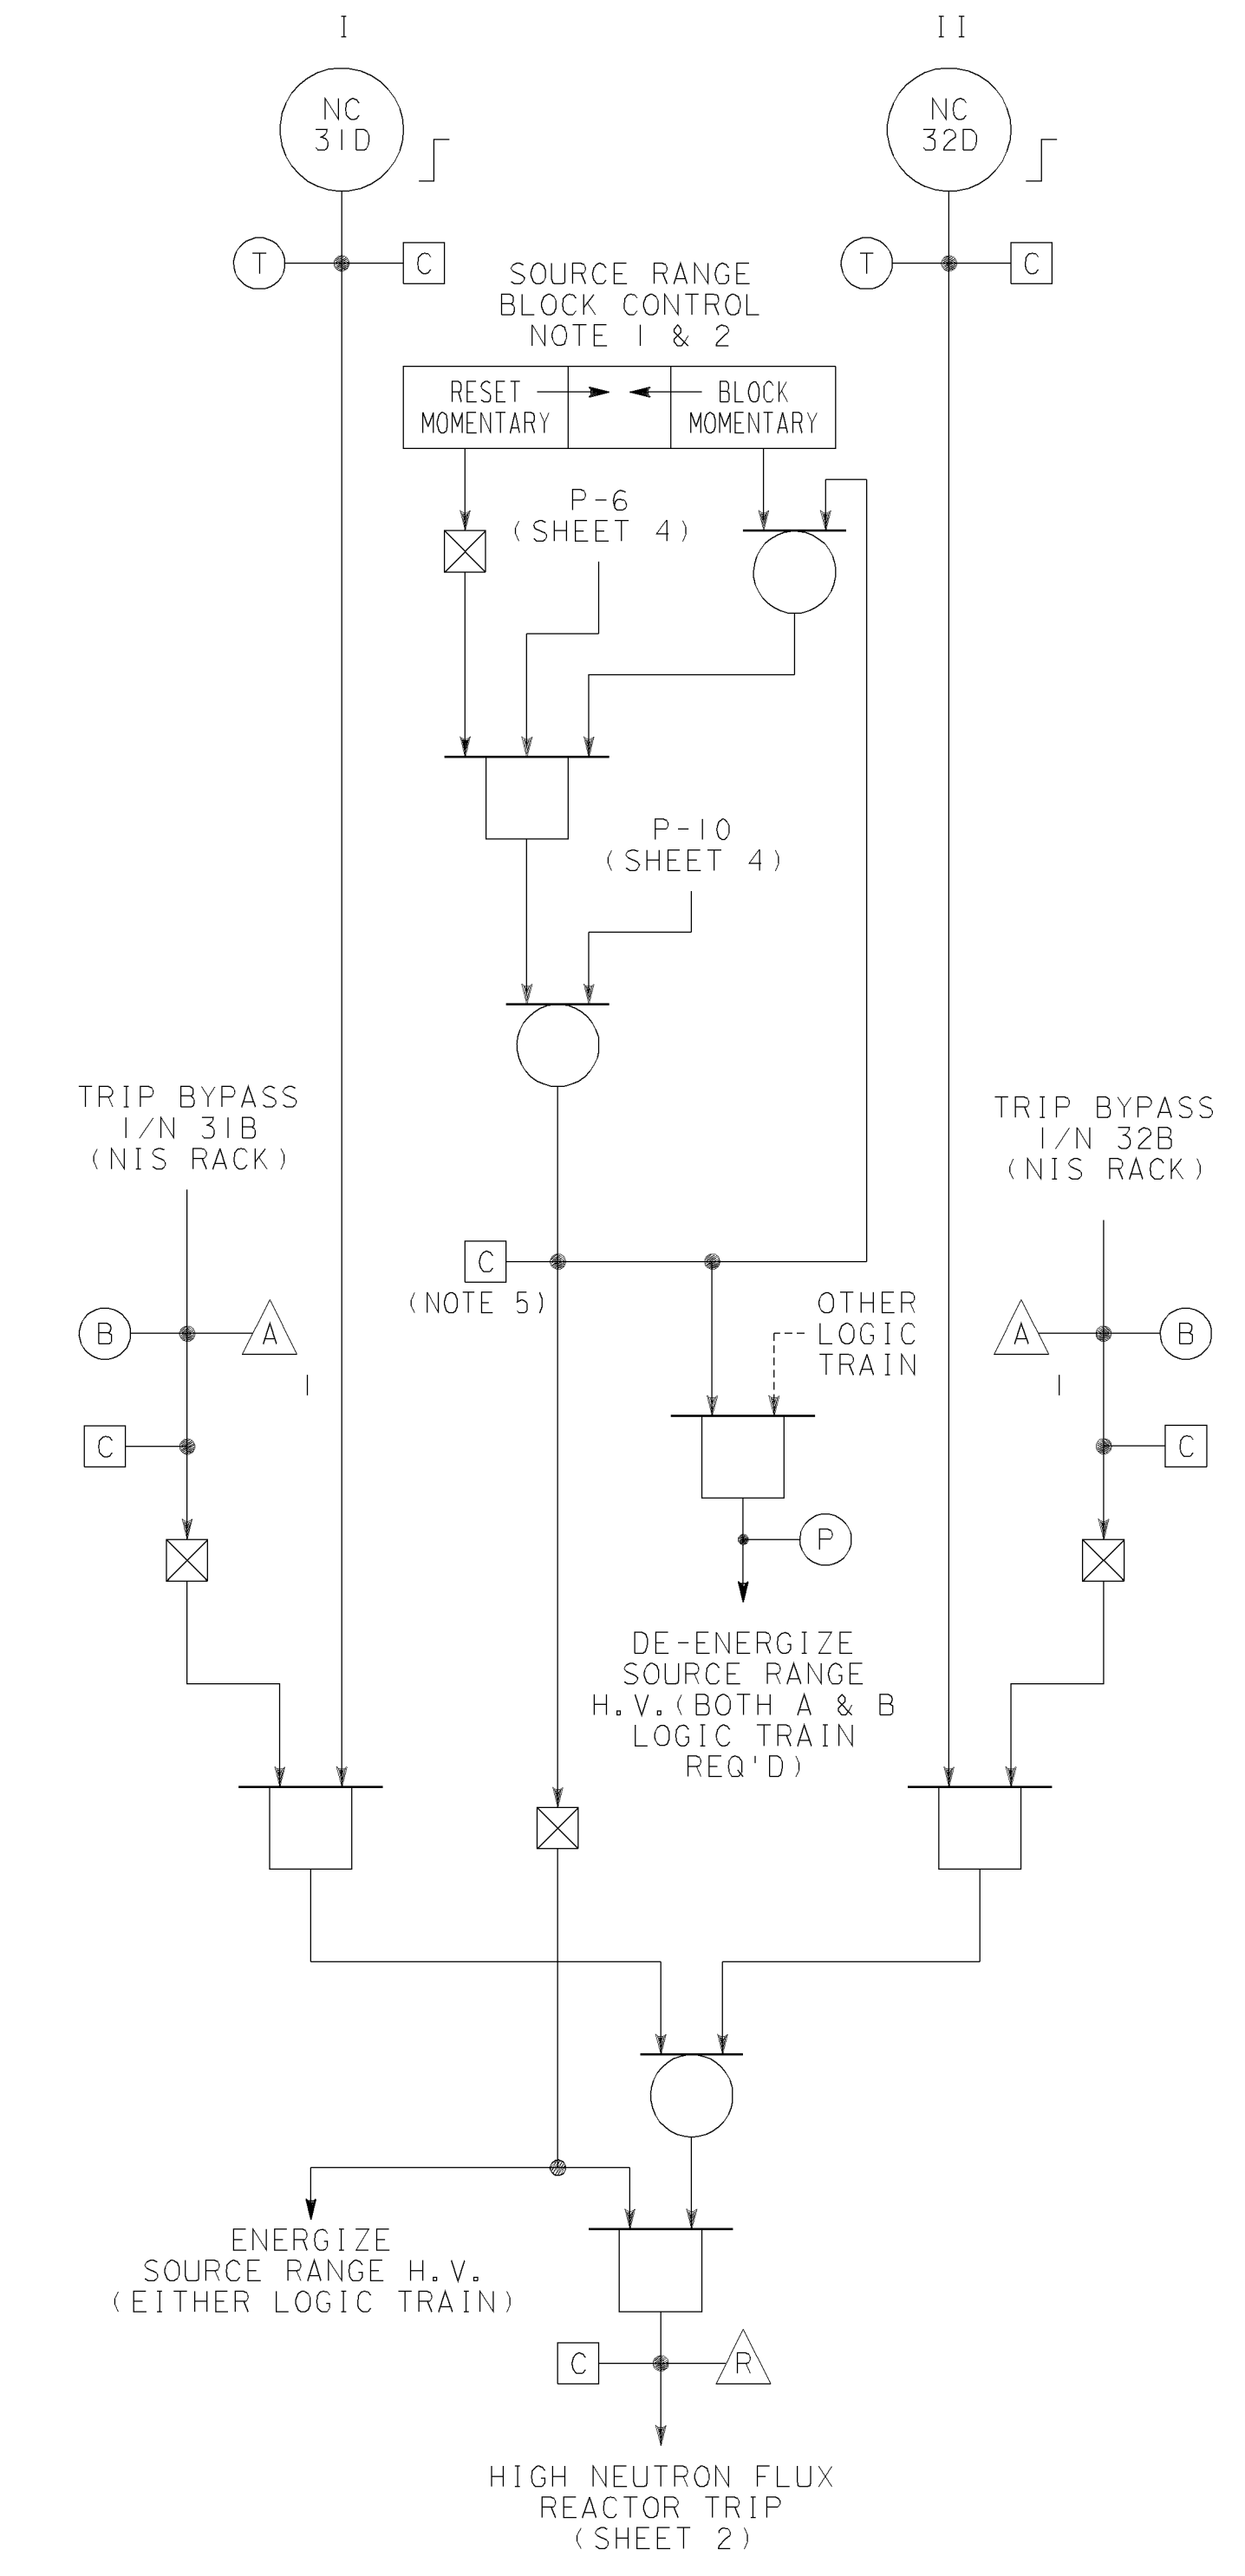 I
II
NC
31D
NC
32D
T
C
T
C
SOURCE RANGE
BLOCK CONTROL
NOTE 1 & 2
RESET
MOMENTARY
BLOCK
MOMENTARY
P-6
(SHEET 4)
P-10
(SHEET 4)
TRIP BYPASS
1/N 31B
(NIS RACK)
TRIP BYPASS
1/N 32B
(NIS RACK)
C
(NOTE 5)
OTHER
LOGIC
TRAIN
B
A
I
A
B
I
C
C
P
DE-ENERGIZE
SOURCE RANGE
H.V.(BOTH A & B
LOGIC TRAIN
REQ'D)
ENERGIZE
SOURCE RANGE H.V.
(EITHER LOGIC TRAIN)
C
R
HIGH NEUTRON FLUX
REACTOR TRIP
(SHEET 2)